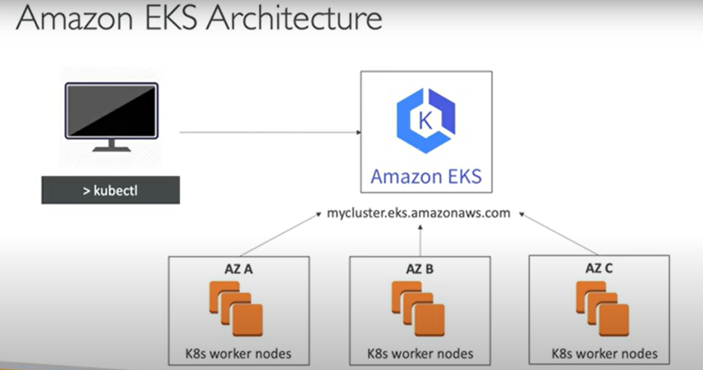 Amazon EKS Architecture
K
Amazon EKS
> kubectl
mycluster.eks.amazonaws.com
AZ A
AZ B
AZ C
K8s worker nodes
K8s worker nodes
K8s worker nodes